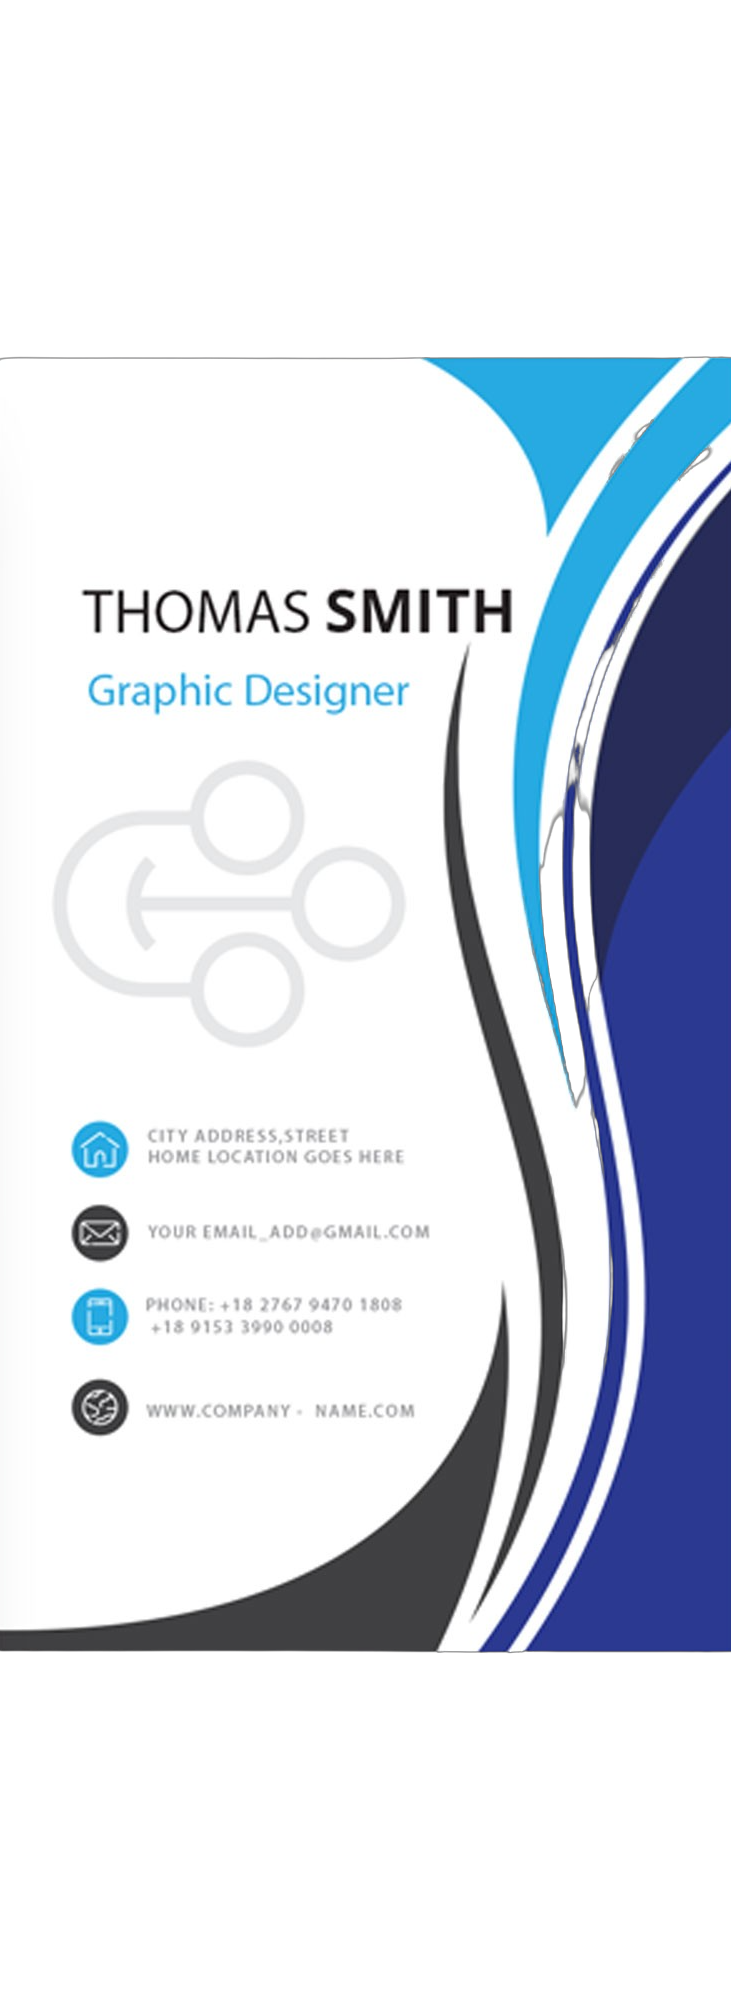 THOMAS SMITH
Graphic Designer
CITY ADDRESS,STREET
HOME LOCATION GOES HERE
YOUR EMAIL_ADD@GMAIL.COM
PHONE: +18 2767 9470 1808
+18 9153 3990 0008
WWW.COMPANY - NAME.COM